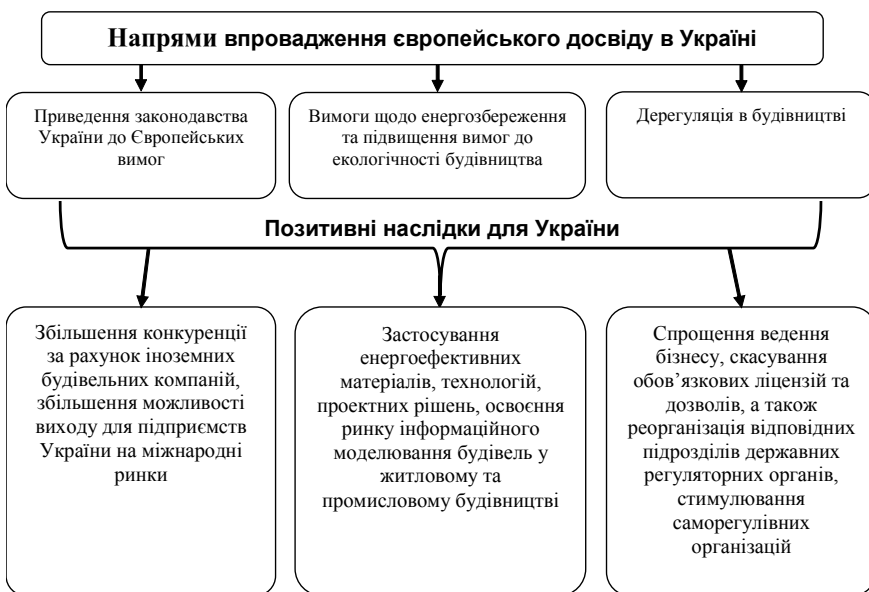 Напрями впровадження європейського досвіду в Україні
Приведення законодавства
України до Європейських
вимог
Вимоги щодо енергозбереження
та підвищення вимог до
екологічності будівництва
Дерегуляція в будівництві
Позитивні наслідки для України
Збільшення конкуренції
за рахунок іноземних
будівельних компаній,
збільшення можливості
виходу для підприємств
України на міжнародні
ринки
Застосування
енергоефективних
матеріалів, технологій,
проектних рішень, освоєння
ринку інформаційного
моделювання будівель у
житловому та
промисловому будівництві
Спрощення ведення
бізнесу, скасування
обов’язкових ліцензій та
дозволів, а також
реорганізація відповідних
підрозділів державних
регуляторних органів,
стимулювання
саморегулівних
організацій